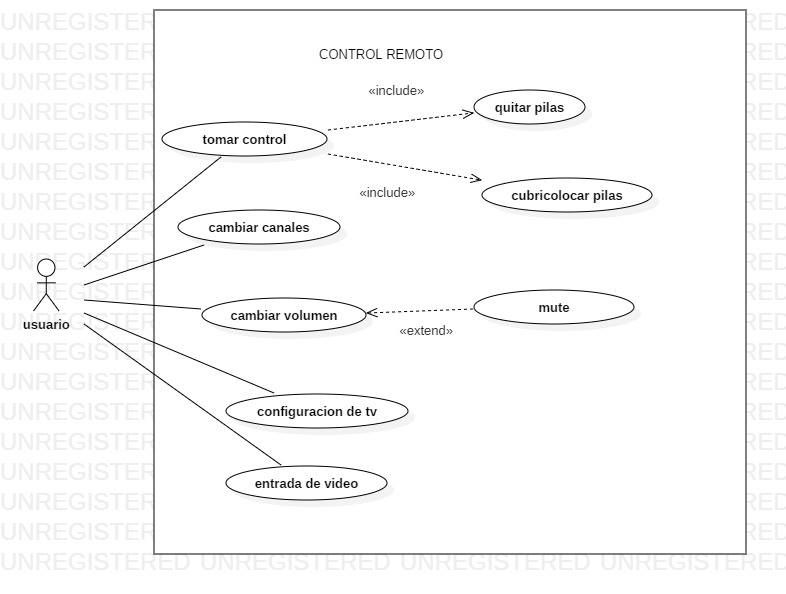 CONTROL REMOTO
«include»
quitar pilas
tomar control
«include»
cubricolocar pilas
cambiar canales
usuario
cambiar volumen
mute
«extend»
configuracion de tv
entrada de video
UNREGISTERED UNREGISTERED UNREGISTERED UNREGISTERED